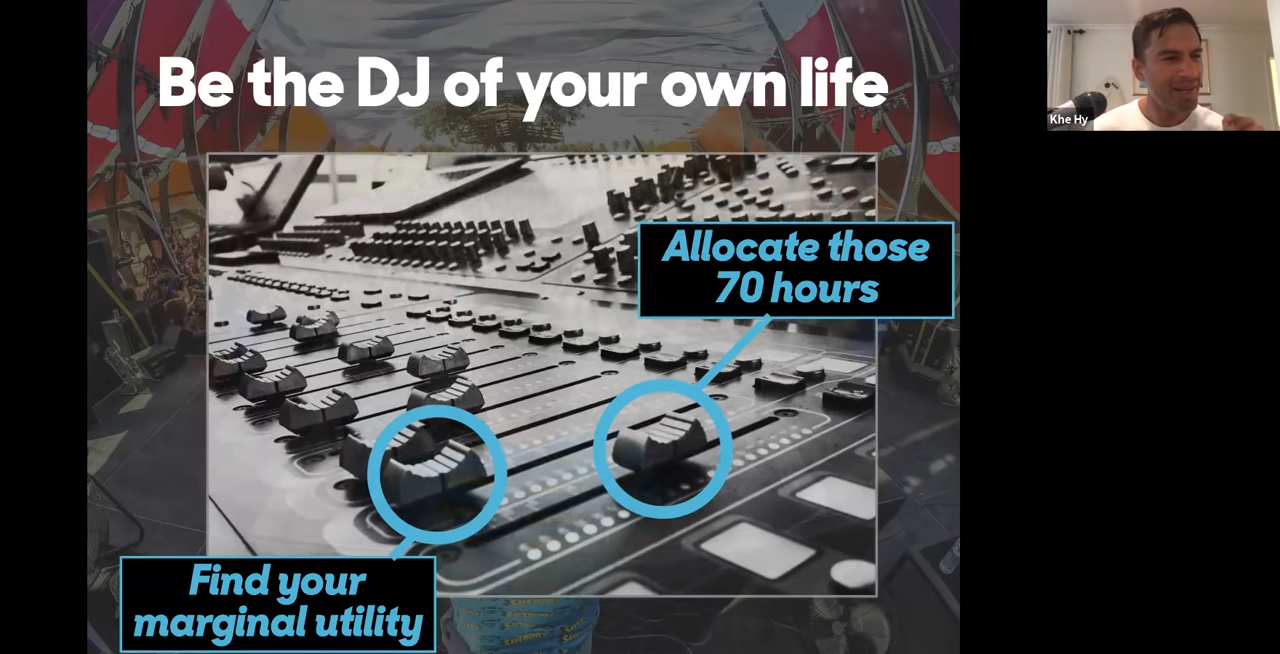 Be the DJ of your own life
Khe Hy
Allocate those
70 hours
Find your
marginal utility